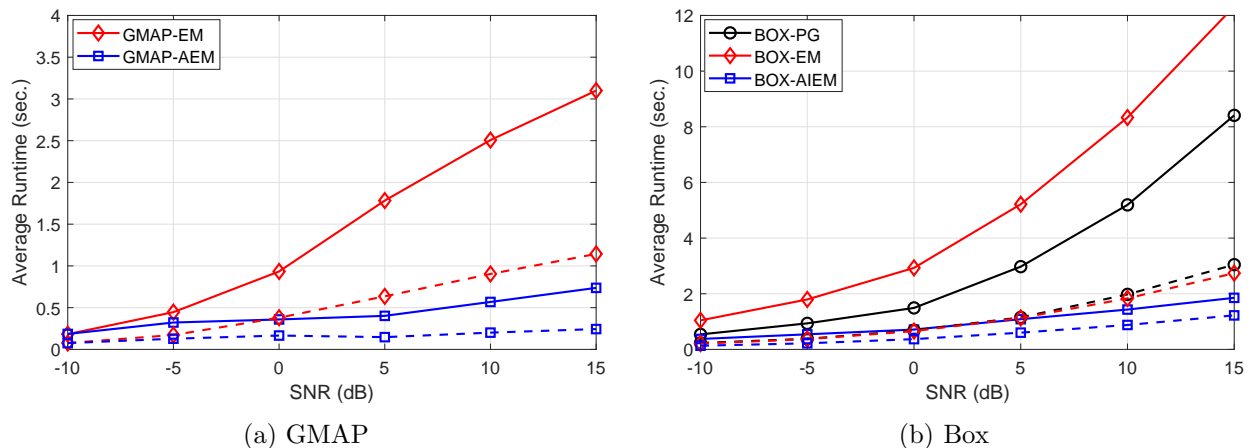 4
3.5
3
2.5
2
1.5
1
0.5
0
Average Runtime (sec.)
GMAP-EM
GMAP-AEM
-10 -5 0 5 10 15
SNR (dB)
(a) GMAP
12
10
8
6
4
2
0
Average Runtime (sec.)
BOX-PG
BOX-EM
BOX-AIEM
-10 -5 0 5 10 15
SNR (dB)
(b) Box